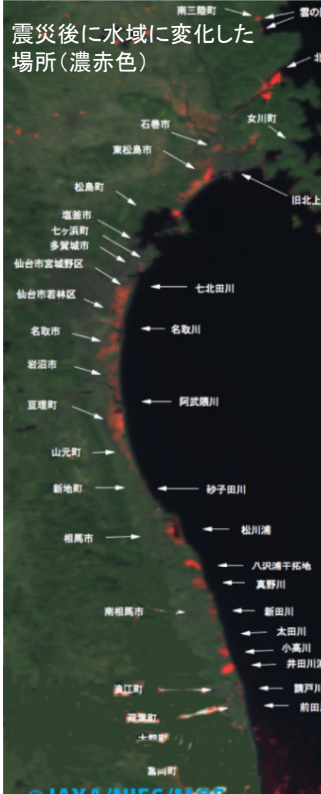 震災後に水域に変化した
場所(濃赤色)
南三陸町
石巻市
女川町
東松島市
旧北上
松島町
塩釜市
七ヶ浜町
多賀城市
仙台市宮城野区
七北田川
仙台市若林区
名取市
名取川
岩沼市
亘理町
阿武隈川
山元町
新地町
砂子田川
松川浦
相馬市
八沢浦干拓地
真野川
南相馬市
新田川
太田川
小高川
井田川
浪江町
請戸川
双葉町
前田
大熊町
富岡町